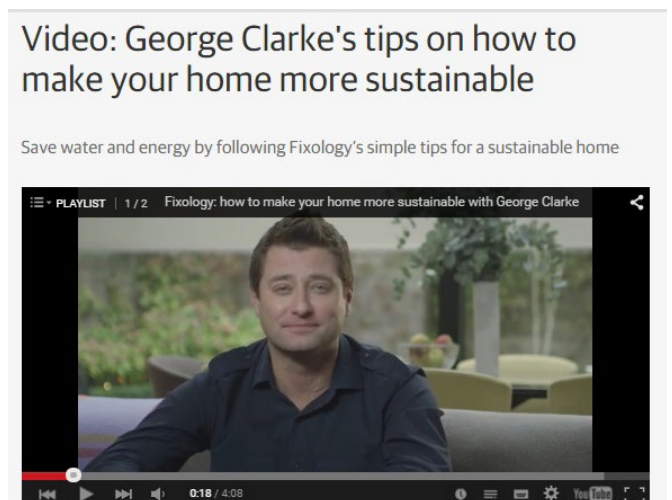 Video: George Clarke's tips on how to
make your home more sustainable
Save water and energy by following Fixology's simple tips for a sustainable home
PLAYLIST | 1 / 2 Fixology: how to make your home more sustainable with George Clarke
0:18 / 4:08 YouTube